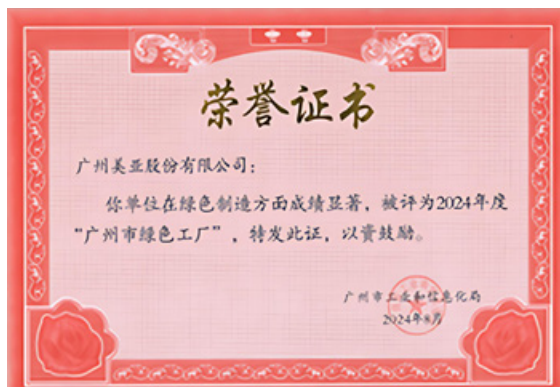 荣誉证书
广州美亚股份有限公司：
你单位在绿色制造方面成绩显著，被评为2024年度
“广州市绿色工厂”，特发此证，以资鼓励。
广州市工业和信息化局
2024年8月